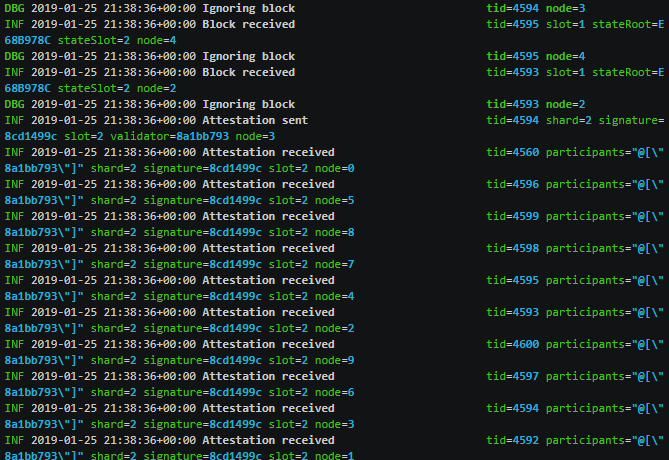 DBG 2019-01-25 21:38:36+00:00 Ignoring block tid=4594 node=3
INF 2019-01-25 21:38:36+00:00 Block received tid=4595 slot=1 stateRoot=E
68B978C stateSlot=2 node=4
DBG 2019-01-25 21:38:36+00:00 Ignoring block tid=4595 node=4
INF 2019-01-25 21:38:36+00:00 Block received tid=4593 slot=1 stateRoot=E
68B978C stateSlot=2 node=2
DBG 2019-01-25 21:38:36+00:00 Ignoring block tid=4593 node=2
INF 2019-01-25 21:38:36+00:00 Attestation sent tid=4594 shard=2 signature=
8cd1499c slot=2 validator=8a1bb793 node=3
INF 2019-01-25 21:38:36+00:00 Attestation received tid=4560 participants="@[\"
8a1bb793\"]" shard=2 signature=8cd1499c slot=2 node=0
INF 2019-01-25 21:38:36+00:00 Attestation received tid=4596 participants="@[\"
8a1bb793\"]" shard=2 signature=8cd1499c slot=2 node=5
INF 2019-01-25 21:38:36+00:00 Attestation received tid=4599 participants="@[\"
8a1bb793\"]" shard=2 signature=8cd1499c slot=2 node=8
INF 2019-01-25 21:38:36+00:00 Attestation received tid=4598 participants="@[\"
8a1bb793\"]" shard=2 signature=8cd1499c slot=2 node=7
INF 2019-01-25 21:38:36+00:00 Attestation received tid=4595 participants="@[\"
8a1bb793\"]" shard=2 signature=8cd1499c slot=2 node=4
INF 2019-01-25 21:38:36+00:00 Attestation received tid=4593 participants="@[\"
8a1bb793\"]" shard=2 signature=8cd1499c slot=2 node=2
INF 2019-01-25 21:38:36+00:00 Attestation received tid=4600 participants="@[\"
8a1bb793\"]" shard=2 signature=8cd1499c slot=2 node=9
INF 2019-01-25 21:38:36+00:00 Attestation received tid=4597 participants="@[\"
8a1bb793\"]" shard=2 signature=8cd1499c slot=2 node=6
INF 2019-01-25 21:38:36+00:00 Attestation received tid=4594 participants="@[\"
8a1bb793\"]" shard=2 signature=8cd1499c slot=2 node=3
INF 2019-01-25 21:38:36+00:00 Attestation received tid=4592 participants="@[\"
8a1bb793\"]" shard=2 signature=8cd1499c slot=2 node=1